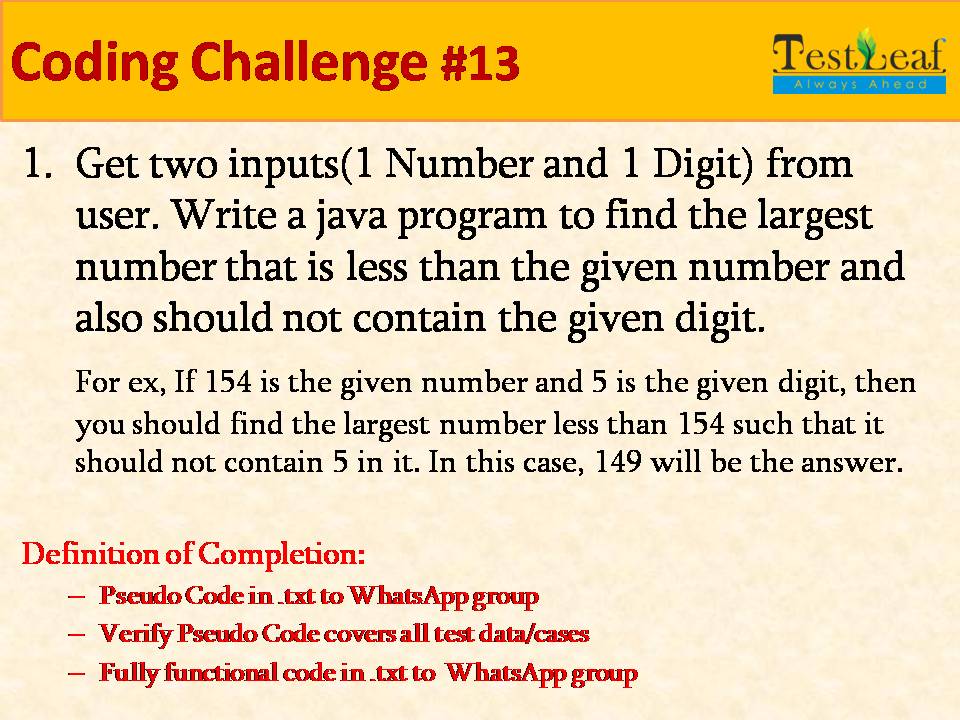 Coding Challenge #13
TestLeaf
Always Ahead
1. Get two inputs(1 Number and 1 Digit) from
user. Write a java program to find the largest
number that is less than the given number and
also should not contain the given digit.
For ex, If 154 is the given number and 5 is the given digit, then
you should find the largest number less than 154 such that it
should not contain 5 in it. In this case, 149 will be the answer.
Definition of Completion:
– Pseudo Code in .txt to WhatsApp group
– Verify Pseudo Code covers all test data/cases
– Fully functional code in .txt to WhatsApp group